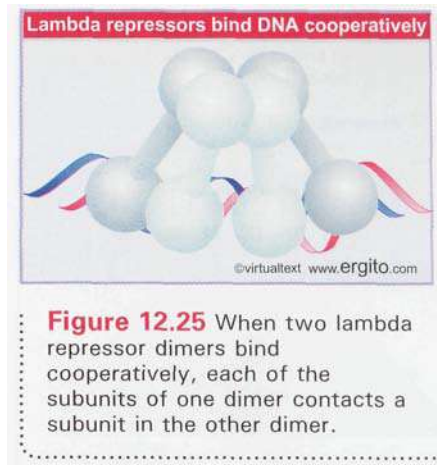 Lambda repressors bind DNA cooperatively
©virtualtext www.ergito.com
Figure 12.25 When two lambda
repressor dimers bind
cooperatively, each of the
subunits of one dimer contacts a
subunit in the other dimer.